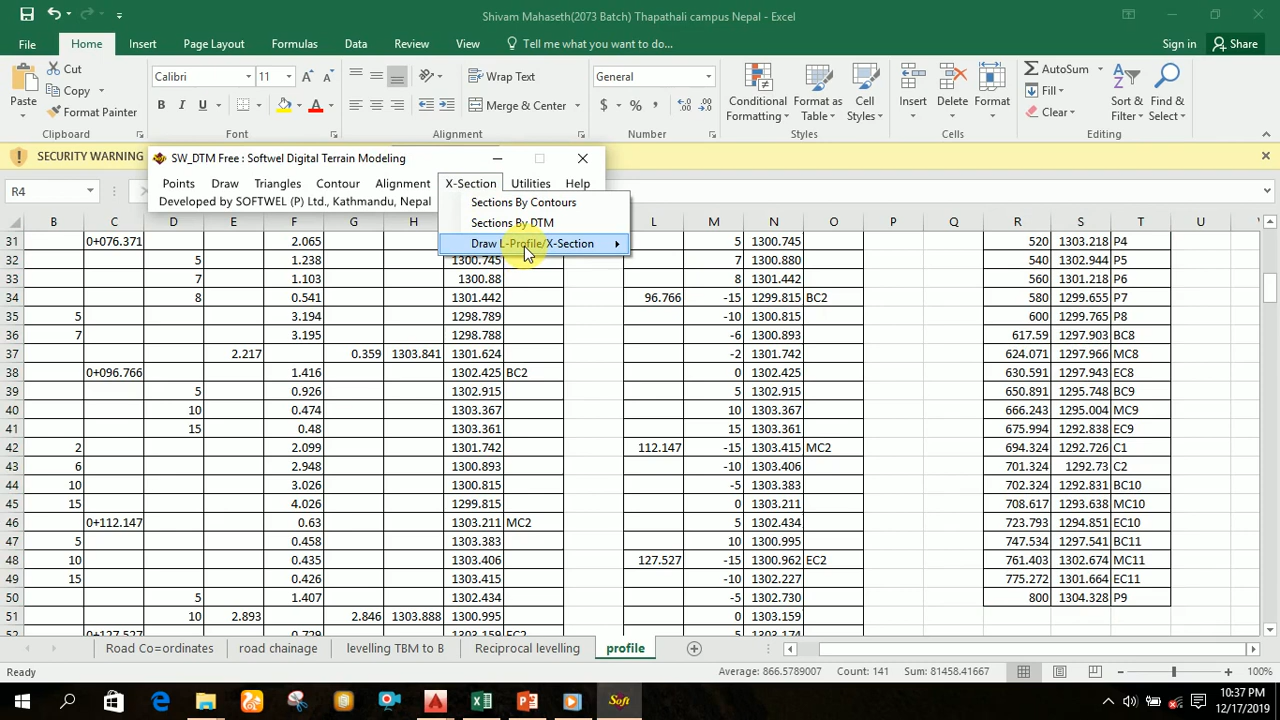 Shivam Mahaseth(2073 Batch) Thapathali campus Nepal - Excel
File Home Insert Page Layout Formulas Data Review View Tell me what you want to do... Sign in Share
Paste Cut Copy Format Painter
Calibri 11 B I U
Wrap Text Merge & Center
General $ % ,
Conditional Formatting Format as Table Cell Styles
Insert Delete Format
AutoSum Fill Clear
Sort & Filter Find & Select
Clipboard Font Alignment Number Styles Cells Editing
SECURITY WARNING
SW_DTM Free : Softwel Digital Terrain Modeling
Points Draw Triangles Contour Alignment X-Section Utilities Help
Developed by SOFTWEL (P) Ltd., Kathmandu, Nepal
Sections By Contours
Sections By DTM
Draw L-Profile/X-Section
R4
B C D E F L M N O P Q R S T U
31 0+076.371 2.065 5 1300.745 520 1303.218 P4
32 5 1.238 1300.745 7 1300.880 540 1302.944 P5
33 7 1.103 1300.88 8 1301.442 560 1301.218 P6
34 8 0.541 1301.442 96.766 -15 1299.815 BC2 580 1299.655 P7
35 5 3.194 1298.789 -10 1300.815 600 1299.765 P8
36 7 3.195 1298.788 -6 1300.893 617.59 1297.903 BC8
37 2.217 0.359 1303.841 1301.624 -2 1301.742 624.071 1297.966 MC8
38 0+096.766 1.416 1302.425 BC2 0 1302.425 630.591 1297.943 EC8
39 5 0.926 1302.915 5 1302.915 650.891 1295.748 BC9
40 10 0.474 1303.367 10 1303.367 666.243 1295.004 MC9
41 15 0.48 1303.361 15 1303.361 675.994 1292.838 EC9
42 2 2.099 1301.742 112.147 -15 1303.415 MC2 694.324 1292.726 C1
43 6 2.948 1300.893 -10 1303.406 701.324 1292.73 C2
44 10 3.026 1300.815 -5 1303.383 702.324 1292.831 BC10
45 15 4.026 1299.815 0 1303.211 708.617 1293.638 MC10
46 0+112.147 0.63 1303.211 MC2 5 1302.434 723.793 1294.851 EC10
47 5 0.458 1303.383 10 1300.995 747.534 1297.541 BC11
48 10 0.435 1303.406 127.527 -15 1300.962 EC2 761.403 1302.674 MC11
49 15 0.426 1303.415 -10 1302.227 775.272 1301.664 EC11
50 5 1.407 1302.434 -5 1302.730 800 1304.328 P9
51 10 2.893 2.846 1303.888 1300.995 0 1303.159
52 0+127.527 0.729 1303.159 EC2 5 1303.174
Road Co=ordinates road chainage levelling TBM to B Reciprocal levelling profile
Ready Average: 866.5789007 Count: 141 Sum: 81458.41667 100%
Soft 10:37 PM
12/17/2019